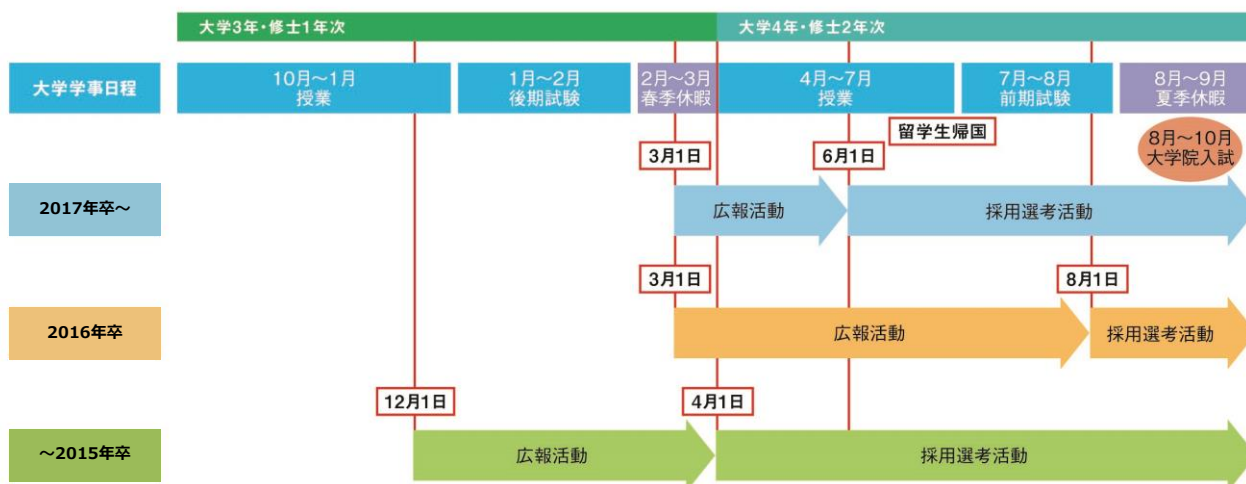 大学3年・修士1年次
大学4年・修士2年次
大学学事日程
10月～1月
授業
1月～2月
後期試験
2月～3月
春季休暇
4月～7月
授業
7月～8月
前期試験
8月～9月
夏季休暇
留学生帰国
8月～10月
大学院入試
3月1日
6月1日
2017年卒～
広報活動
採用選考活動
3月1日
8月1日
2016年卒
広報活動
採用選考活動
12月1日
4月1日
～2015年卒
広報活動
採用選考活動